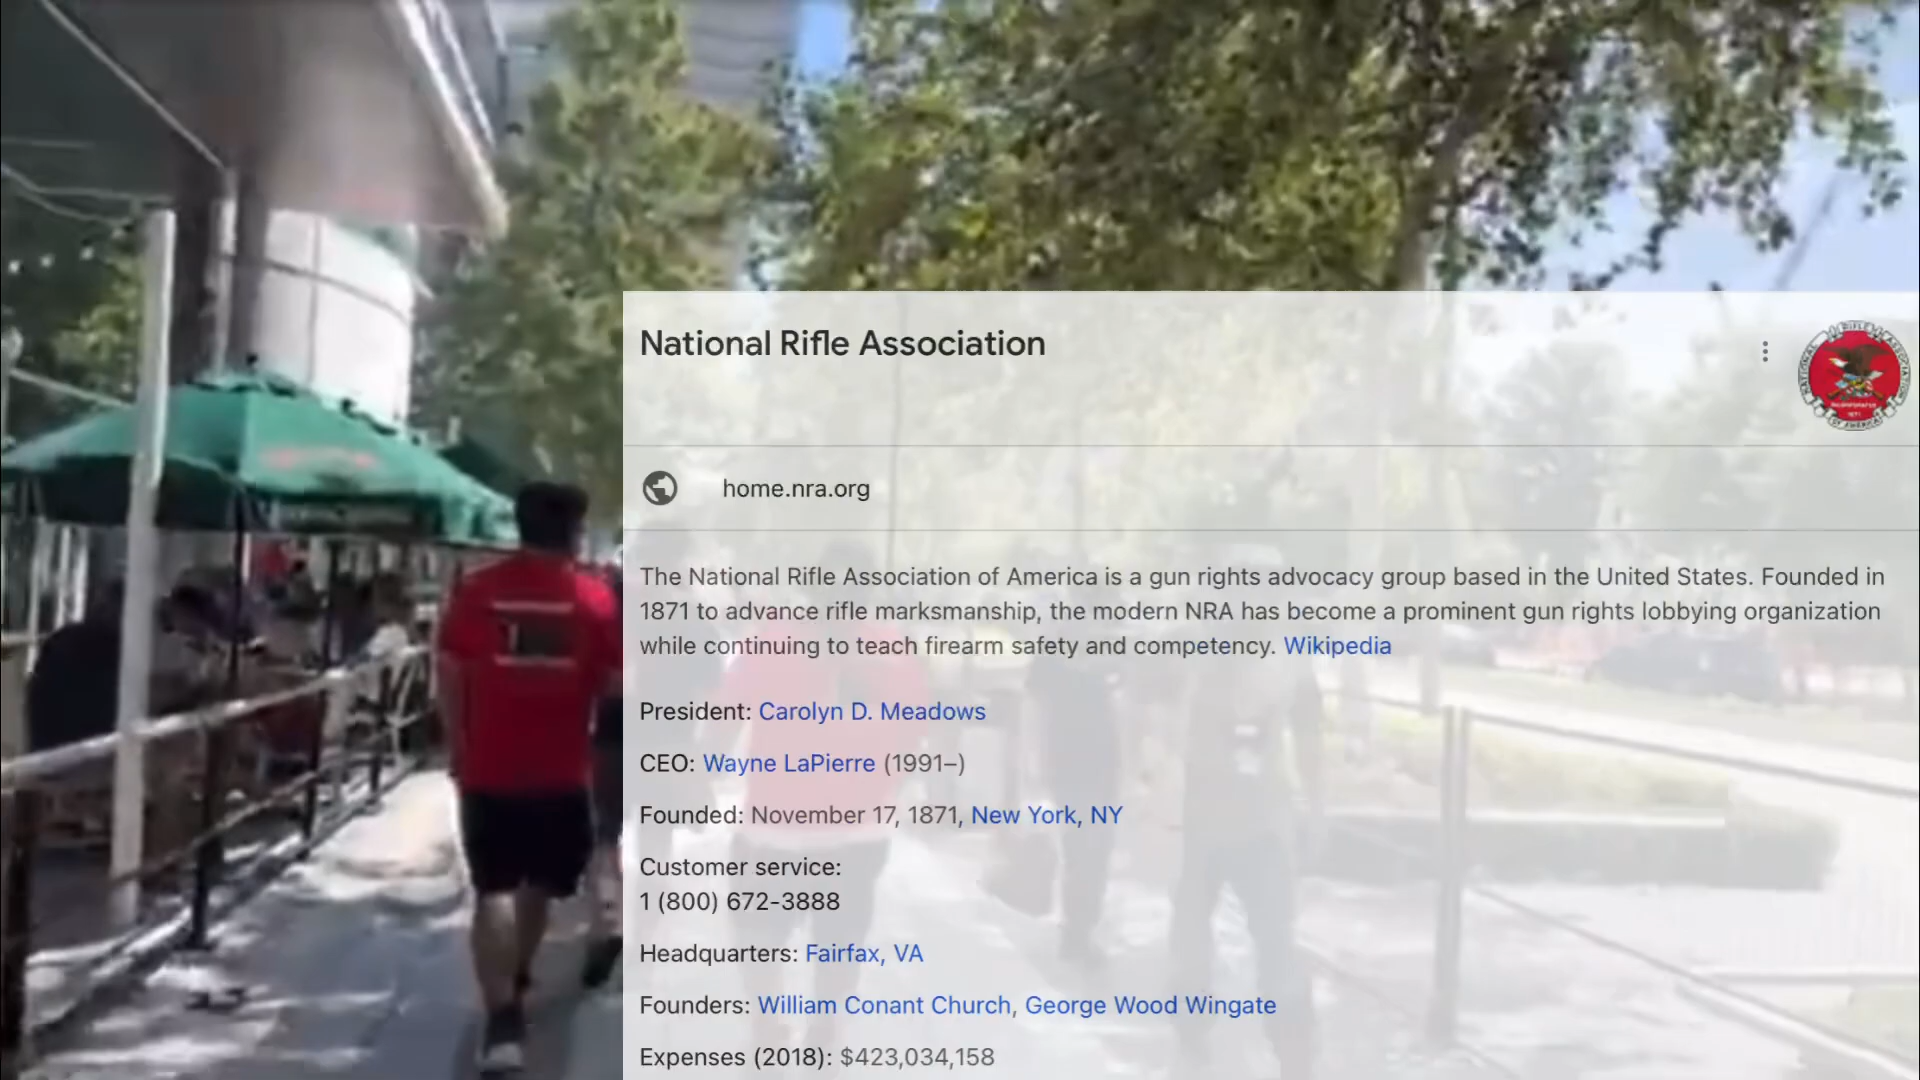 National Rifle Association
home.nra.org
The National Rifle Association of America is a gun rights advocacy group based in the United States. Founded in
1871 to advance rifle marksmanship, the modern NRA has become a prominent gun rights lobbying organization
while continuing to teach firearm safety and competency. Wikipedia
President: Carolyn D. Meadows
CEO: Wayne LaPierre (1991–)
Founded: November 17, 1871, New York, NY
Customer service:
1 (800) 672-3888
Headquarters: Fairfax, VA
Founders: William Conant Church, George Wood Wingate
Expenses (2018): $423,034,158